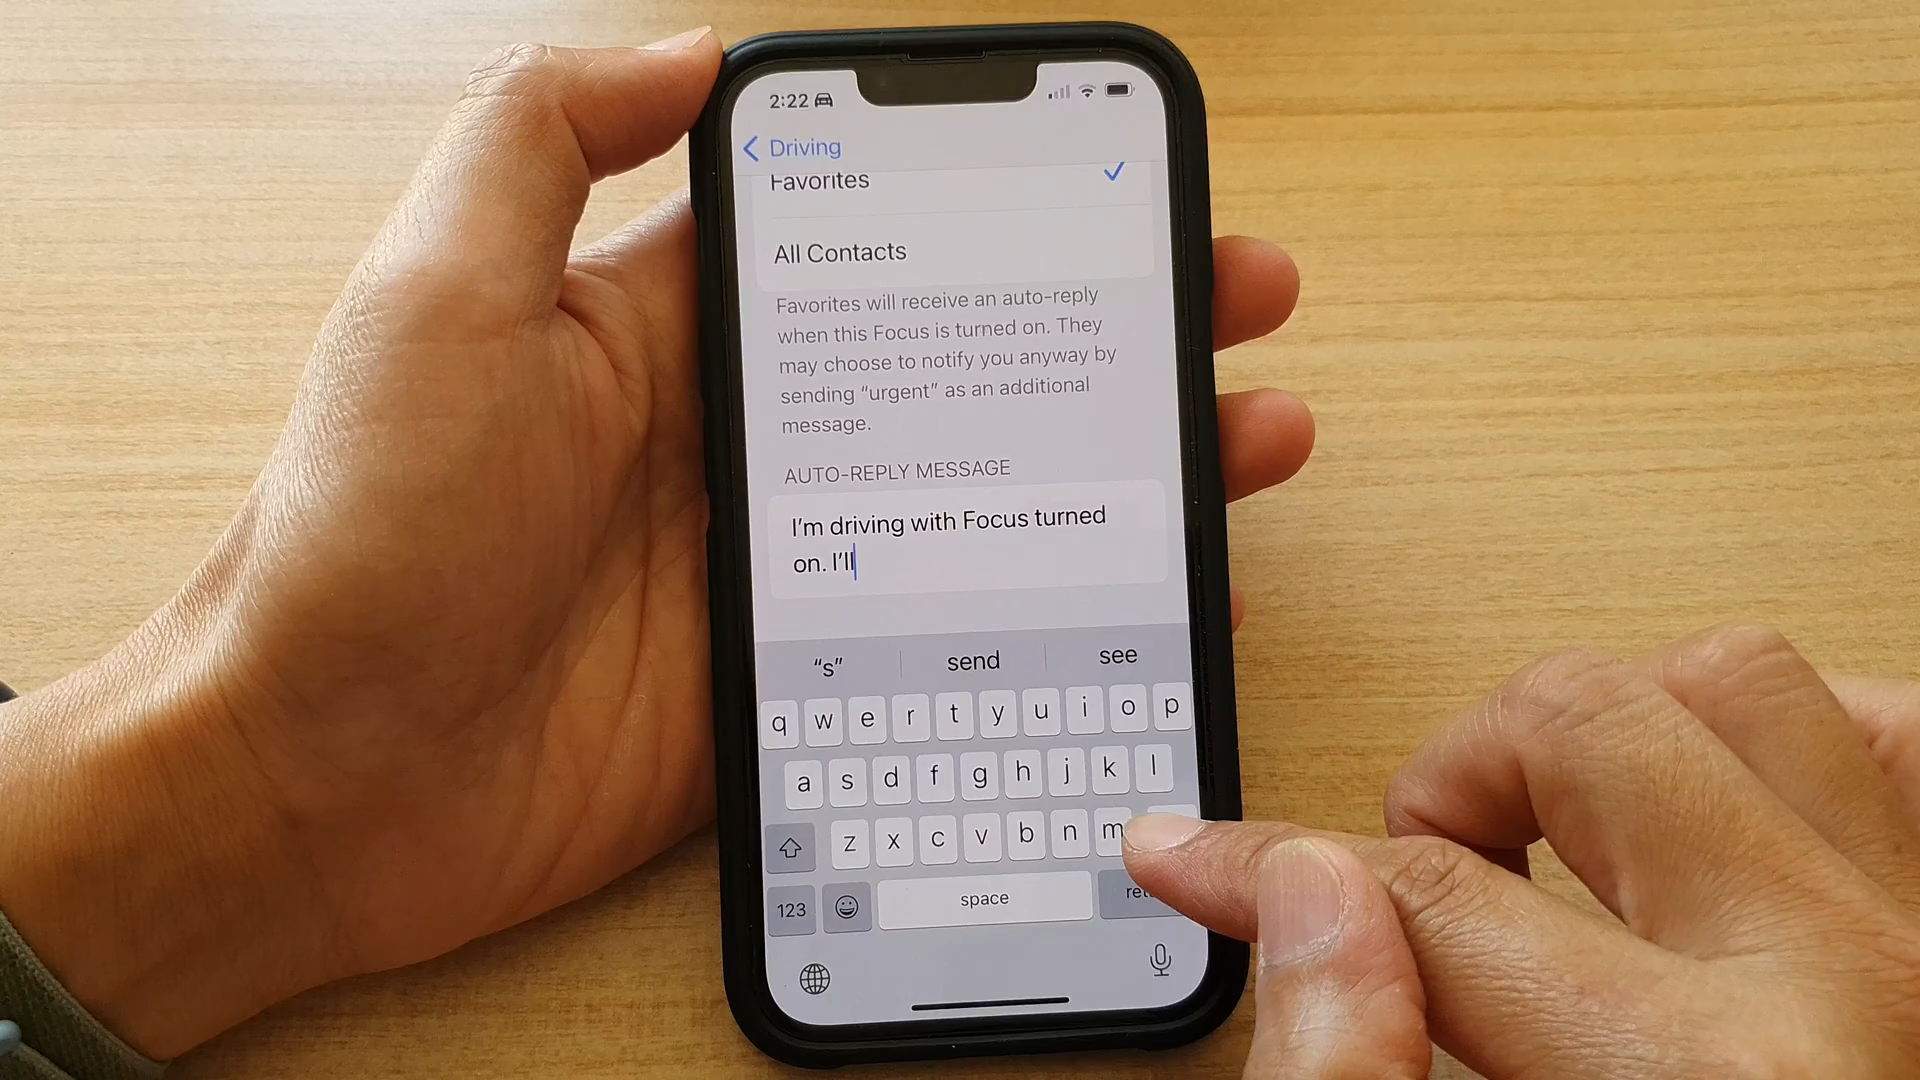 2:22
Driving
Favorites
All Contacts
Favorites will receive an auto-reply
when this Focus is turned on. They
may choose to notify you anyway by
sending “urgent” as an additional
message.
AUTO-REPLY MESSAGE
I’m driving with Focus turned
on. I’ll
“s” send see
q w e r t y u i o p
a s d f g h j k l
z x c v b n m
123 space